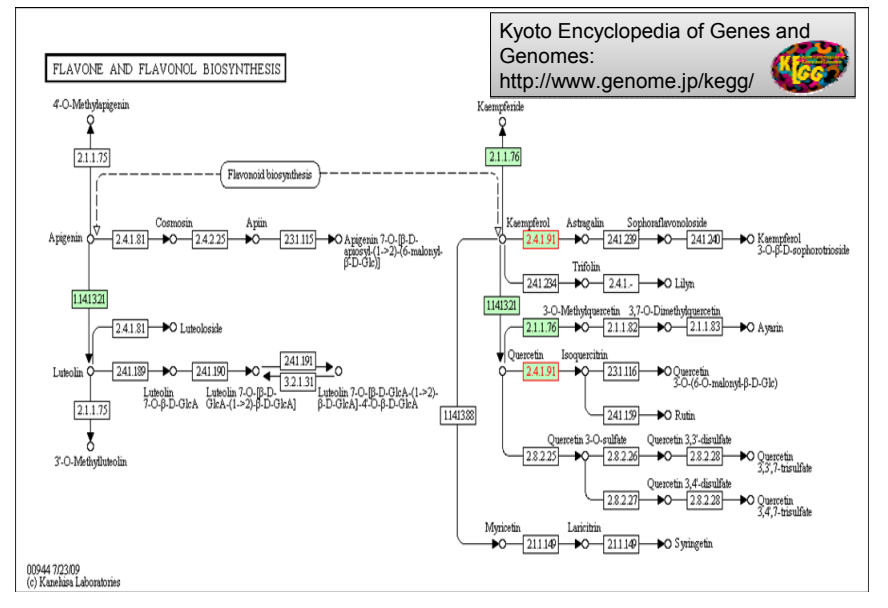 Kyoto Encyclopedia of Genes and
Genomes:
http://www.genome.jp/kegg/
KEGG
FLAVONE AND FLAVONOL BIOSYNTHESIS
4'-O-Methylapigenin
Kaempferide
2.1.1.75
2.1.1.76
Flavonoid biosynthesis
Apigenin
2.4.1.81
Cosmosin
2.4.2.25
Apiin
2.3.1.115
Apigenin 7-O-[β-D-
apiosyl-(1->2)-(6-malonyl-
β-D-Glc)]
Kaempferol
2.4.1.91
Astragalin
2.4.1.239
Sophoraflavonoloside
2.4.1.240
Kaempferol
3-O-β-D-sophorotrioside
2.4.1.234
Trifolin
2.4.1.-
Lilyn
1.14.13.21
1.14.13.21
2.4.1.81
Luteoloside
2.1.1.76
3-O-Methylquercetin
2.1.1.82
3,7-O-Dimethylquercetin
2.1.1.83
Ayarin
Luteolin
2.4.1.189
Luteolin
7-O-β-D-GlcA
2.4.1.190
Luteolin 7-O-[β-D-
GlcA-(1->2)-β-D-GlcA]
2.4.1.191
3.2.1.31
Luteolin 7-O-[β-D-GlcA-(1->2)-
β-D-GlcA]-4'-O-β-D-GlcA
Quercetin
2.4.1.91
Isoquercitrin
2.3.1.116
Quercetin
3-O-(6-O-malonyl-β-D-Glc)
2.4.1.159
Rutin
2.1.1.75
3'-O-Methylluteolin
1.14.13.88
2.8.2.25
Quercetin 3-O-sulfate
2.8.2.26
Quercetin 3,3'-disulfate
2.8.2.28
Quercetin
3,3',7-trisulfate
2.8.2.27
Quercetin 3,4'-disulfate
2.8.2.28
Quercetin
3,4',7-trisulfate
Myricetin
2.1.1.149
Laricitrin
2.1.1.149
Syringetin
00944 7/23/09
(c) Kanehisa Laboratories